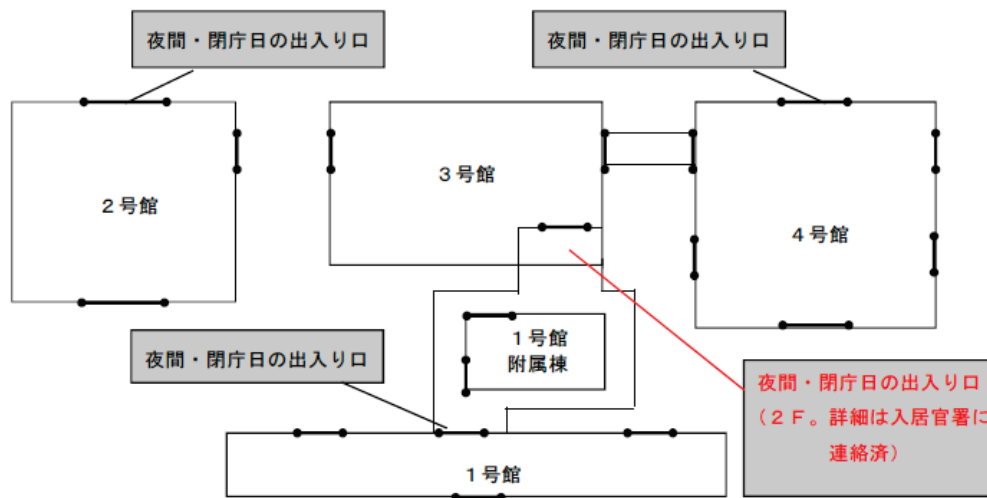 夜間・閉庁日の出入り口
夜間・閉庁日の出入り口
2号館
3号館
4号館
1号館
附属棟
夜間・閉庁日の出入り口
夜間・閉庁日の出入り口
(2F。詳細は入居官署に
連絡済)
1号館